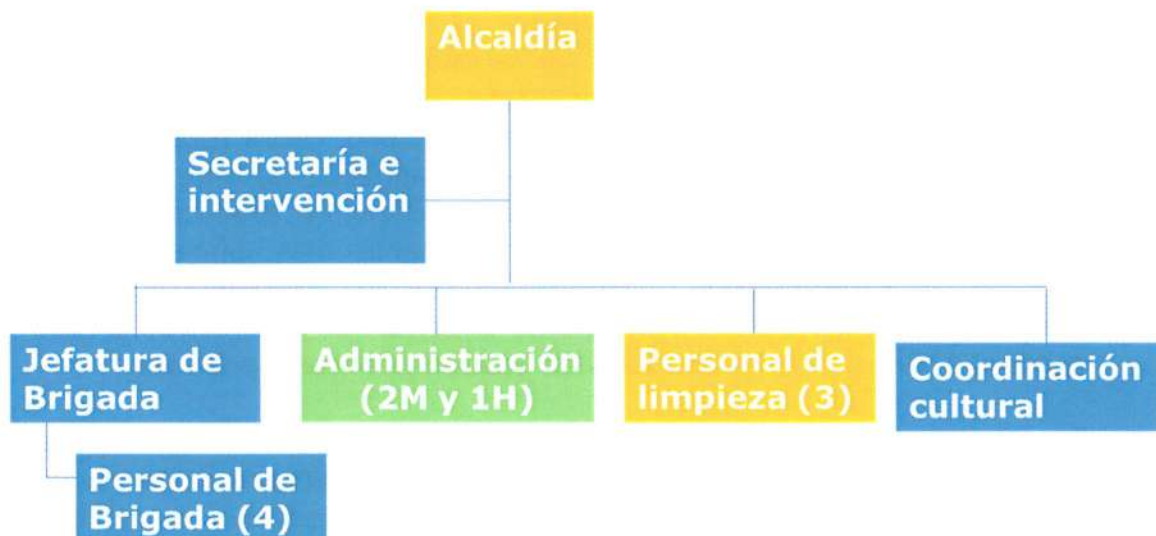 Alcaldía
Secretaría e
intervención
Jefatura de
Brigada
Administración
(2M y 1H)
Personal de
limpieza (3)
Coordinación
cultural
Personal de
Brigada (4)